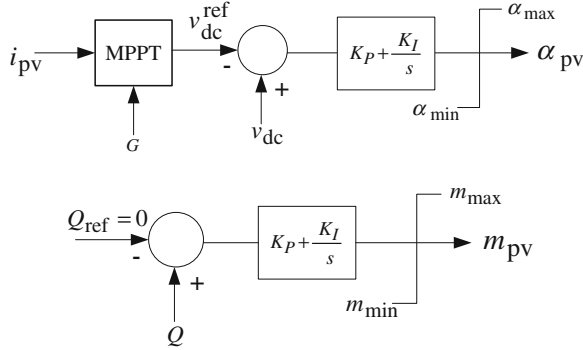 i_pv
MPPT
G
v_dc^ref
-
+
v_dc
K_P + K_I/s
α_max
α_min
α_pv
Q_ref = 0
-
+
Q
K_P + K_I/s
m_max
m_min
m_pv